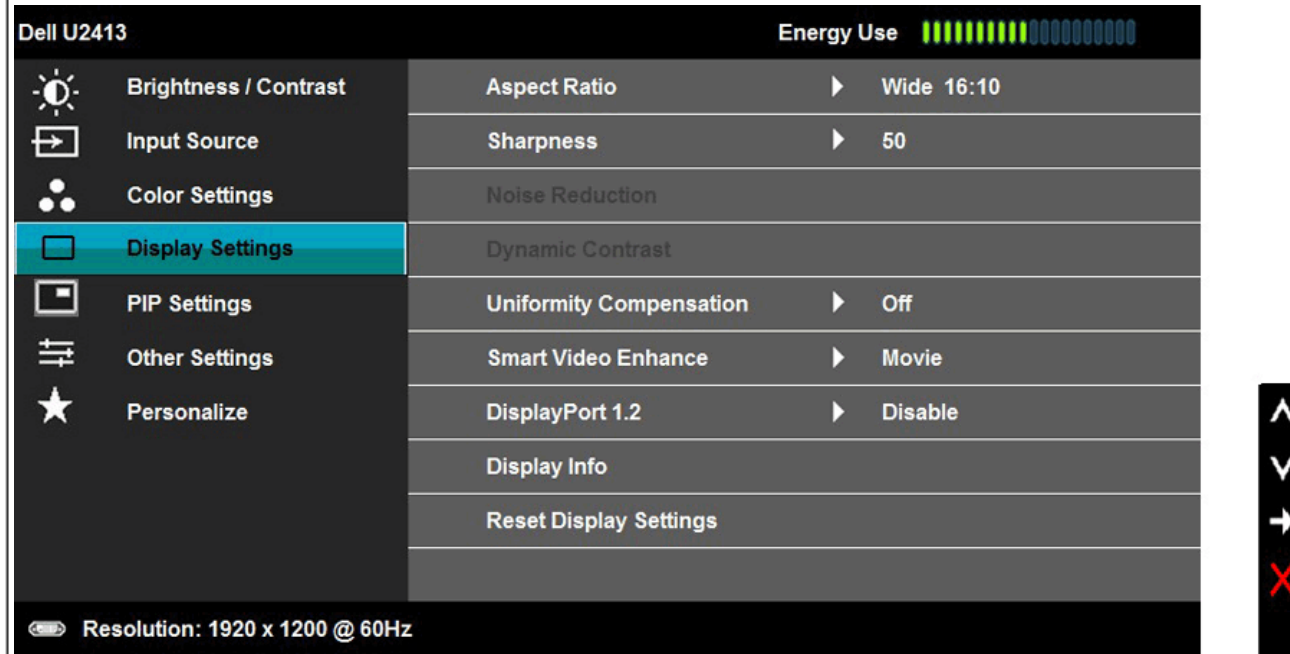 Dell U2413 Energy Use
Brightness / Contrast Aspect Ratio Wide 16:10
Input Source Sharpness 50
Color Settings Noise Reduction
Display Settings Dynamic Contrast
PIP Settings Uniformity Compensation Off
Other Settings Smart Video Enhance Movie
Personalize DisplayPort 1.2 Disable
Display Info
Reset Display Settings
Resolution: 1920 x 1200 @ 60Hz